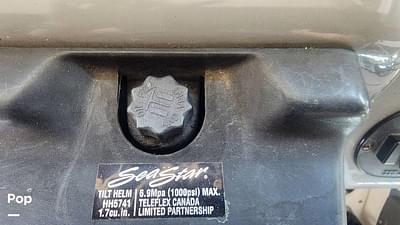 SeaStar
TILT HELM 6.9Mpa (1000psi) MAX.
HH5741 TELEFLEX CANADA
1.7cu.in. LIMITED PARTNERSHIP
Pop